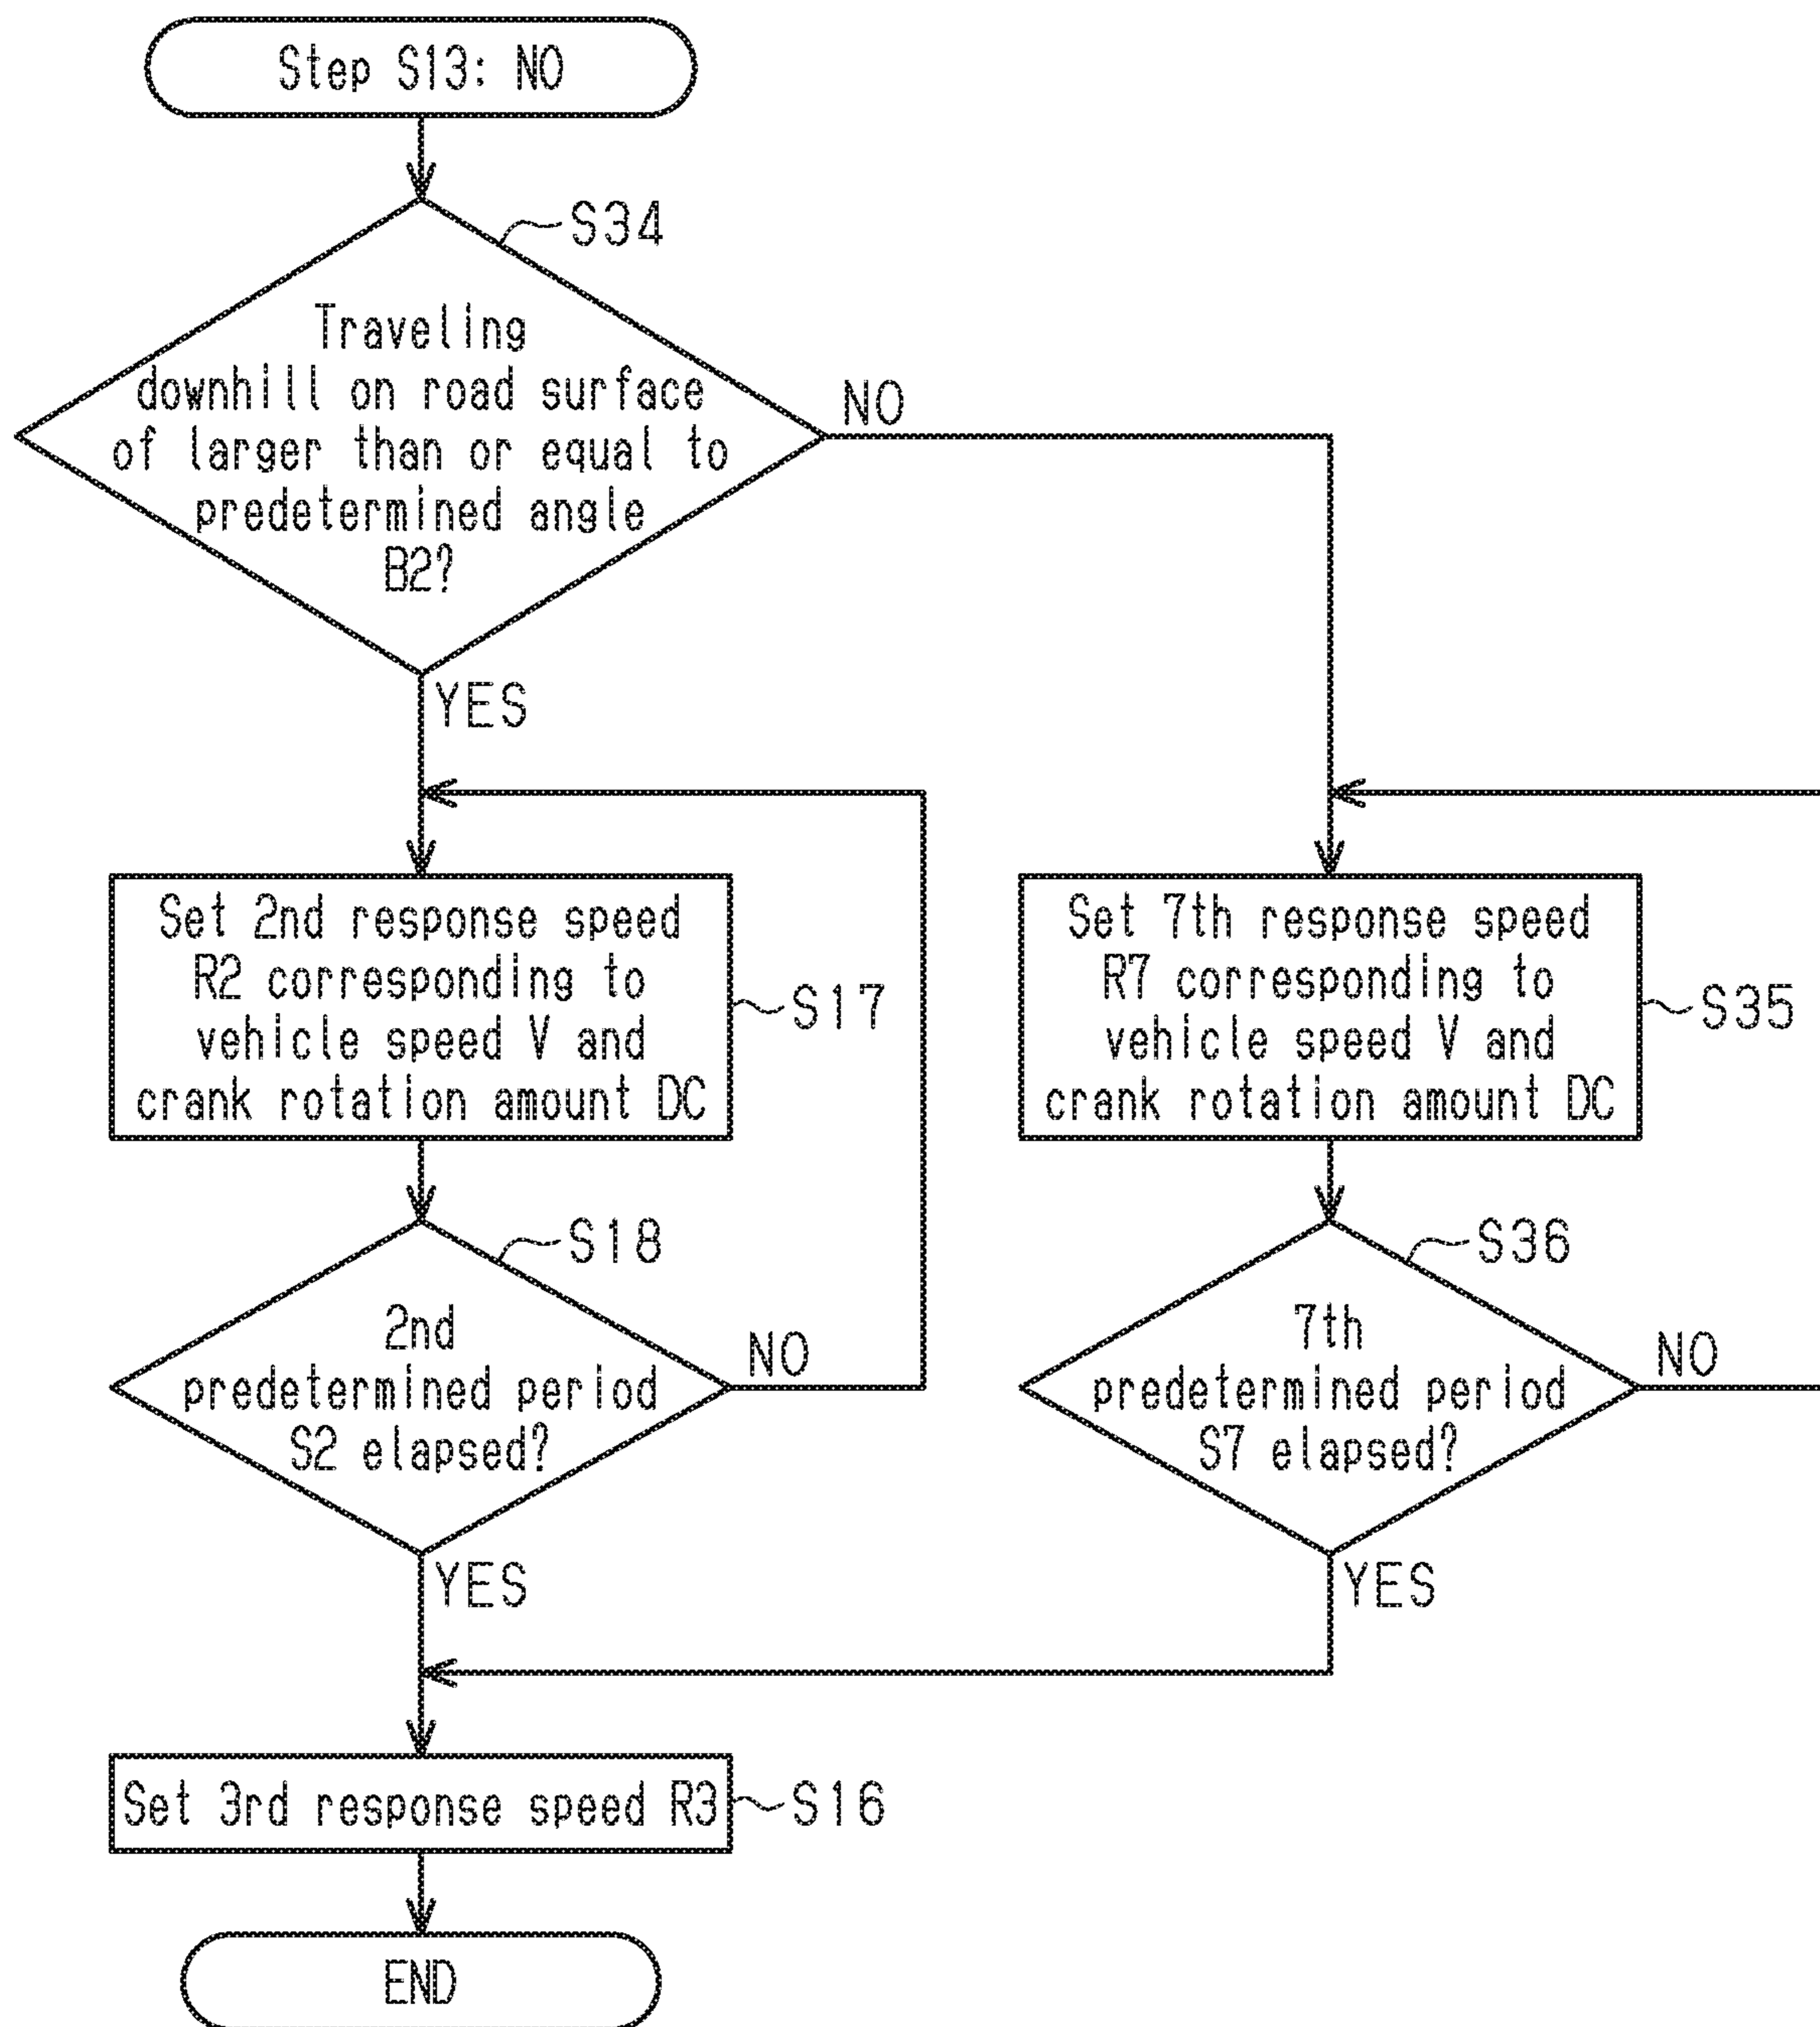 Step S13: NO
S34
Traveling
downhill on road surface
of larger than or equal to
predetermined angle
B2?
NO
YES
Set 2nd response speed
R2 corresponding to
vehicle speed V and
crank rotation amount DC
S17
Set 7th response speed
R7 corresponding to
vehicle speed V and
crank rotation amount DC
S35
S18
2nd
predetermined period
S2 elapsed?
NO
YES
S36
7th
predetermined period
S7 elapsed?
NO
YES
Set 3rd response speed R3
S16
END